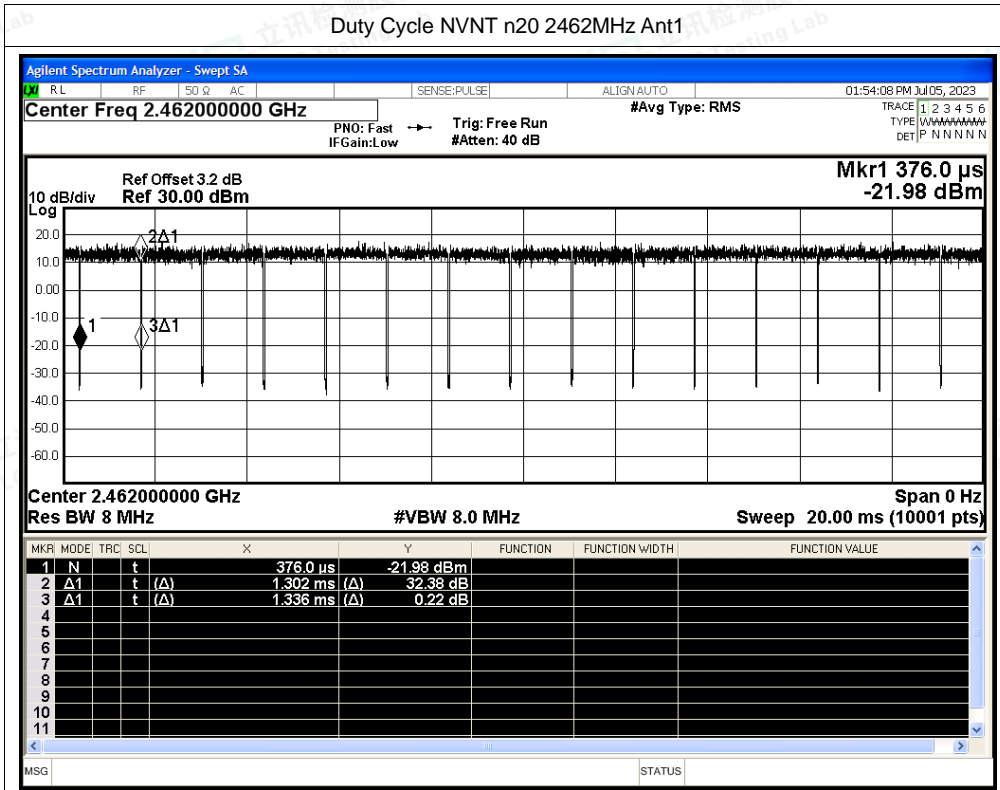 Duty Cycle NVNT n20 2462MHz Ant1
Agilent Spectrum Analyzer - Swept SA
LXI RL RF 50 Ω AC SENSE:PULSE ALIGN AUTO 01:54:08 PM Jul 05, 2023
Center Freq 2.462000000 GHz #Avg Type: RMS TRACE 1 2 3 4 5 6
PNO: Fast Trig: Free Run TYPE WWWWWW
IFGain:Low #Atten: 40 dB DET P N N N N N
Mkr1 376.0 µs
-21.98 dBm
Ref Offset 3.2 dB
10 dB/div Ref 30.00 dBm
Log
20.0
10.0
0.00
-10.0
-20.0
-30.0
-40.0
-50.0
-60.0
2Δ1
1
3Δ1
Center 2.462000000 GHz Span 0 Hz
Res BW 8 MHz #VBW 8.0 MHz Sweep 20.00 ms (10001 pts)
MKR MODE TRC SCL X Y FUNCTION FUNCTION WIDTH FUNCTION VALUE
1 N t 376.0 µs -21.98 dBm
2 Δ1 t (Δ) 1.302 ms (Δ) 32.38 dB
3 Δ1 t (Δ) 1.336 ms (Δ) 0.22 dB
4
5
6
7
8
9
10
11
MSG STATUS